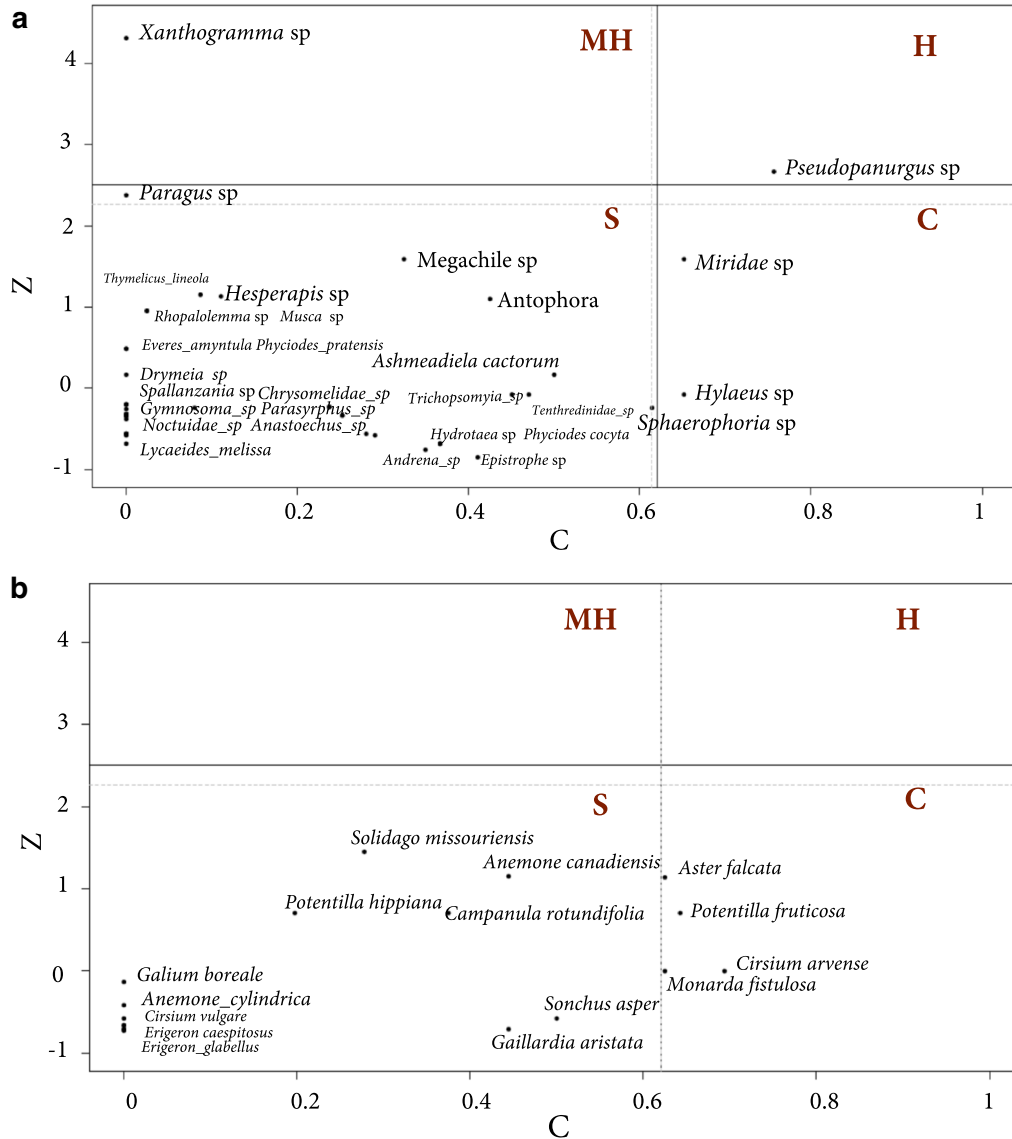 a
Xanthogramma sp
MH
H
4
3
Pseudopanurgus sp
Paragus sp
2
S
C
Megachile sp
Miridae sp
Z
Thymelicus_lineola
Hesperapis sp
Antophora
1
Rhopalolemma sp Musca sp
Everes_amyntula Phyciodes_pratensis
Ashmeadiela cactorum
Drymeia sp
0
Spallanzania sp Chrysomelidae_sp
Trichopsomyia_sp
Hylaeus sp
Gymnosoma_sp Parasyrphus_sp
Tenthredinidae_sp
Noctuidae_sp Anastoechus_sp
Sphaerophoria sp
Hydrotaea sp Phyciodes cocyta
Lycaeides_melissa
Andrena_sp
Epistrophe sp
-1
0 0.2 0.4 0.6 0.8 1
C
b
MH
H
4
3
2
S
C
Z
Solidago missouriensis
Anemone canadiensis
Aster falcata
1
Potentilla hippiana
Campanula rotundifolia
Potentilla fruticosa
0
Galium boreale
Cirsium arvense
Monarda fistulosa
Anemone_cylindrica
Sonchus asper
Cirsium vulgare
Erigeron caespitosus
Gaillardia aristata
Erigeron_glabellus
-1
0 0.2 0.4 0.6 0.8 1
C